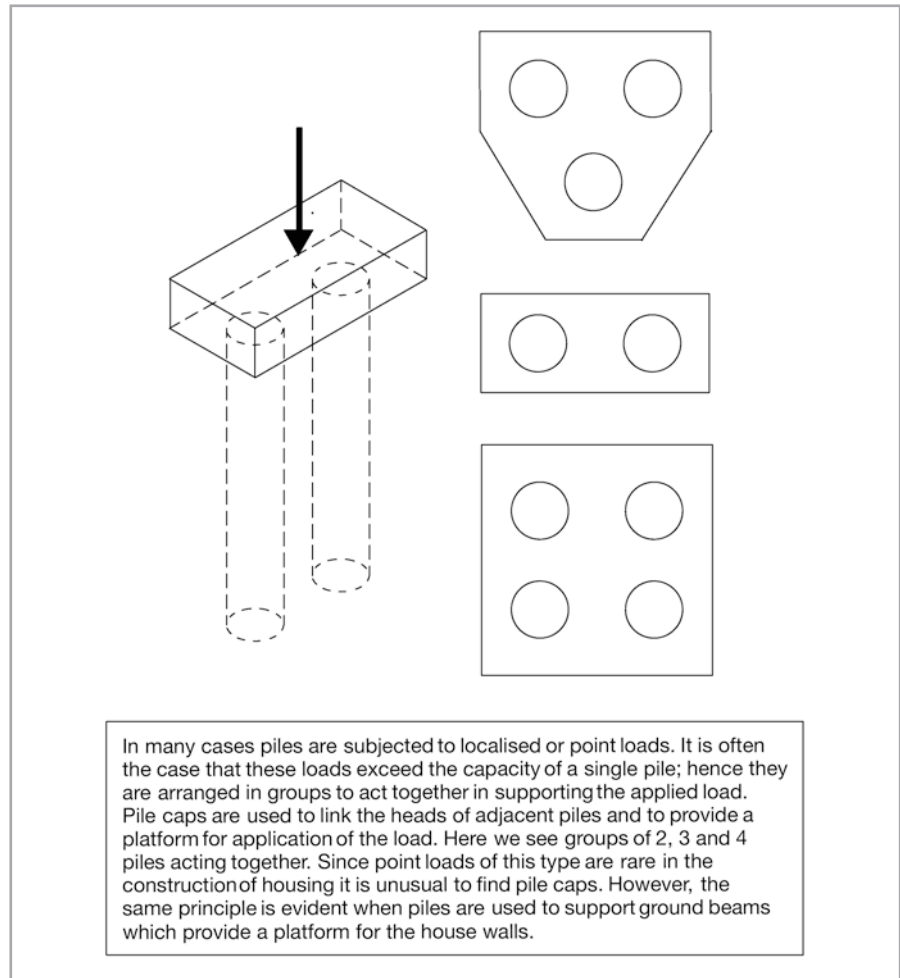 In many cases piles are subjected to localised or point loads. It is often
the case that these loads exceed the capacity of a single pile; hence they
are arranged in groups to act together in supporting the applied load.
Pile caps are used to link the heads of adjacent piles and to provide a
platform for application of the load. Here we see groups of 2, 3 and 4
piles acting together. Since point loads of this type are rare in the
construction of housing it is unusual to find pile caps. However, the
same principle is evident when piles are used to support ground beams
which provide a platform for the house walls.